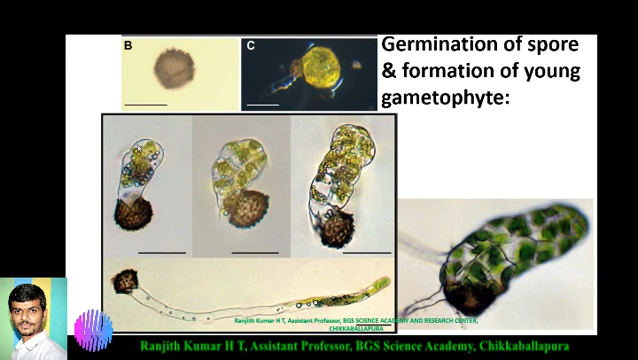 B
C
Germination of spore
& formation of young
gametophyte:
Ranjith Kumar H T, Assistant Professor, BGS SCIENCE ACADEMY AND RESEARCH CENTER,
CHIKKABALLAPURA
Ranjith Kumar H T, Assistant Professor, BGS Science Academy, Chikkaballapura